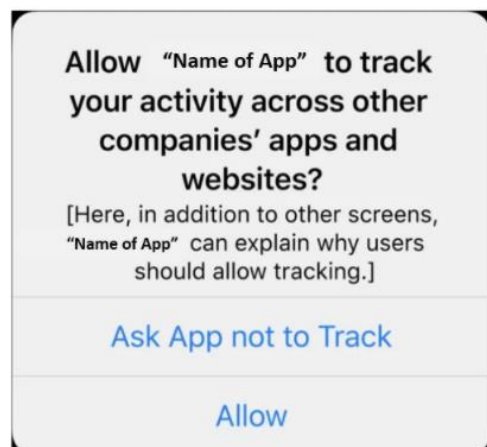 Allow “Name of App” to track
your activity across other
companies’ apps and
websites?
[Here, in addition to other screens,
“Name of App” can explain why users
should allow tracking.]
Ask App not to Track
Allow